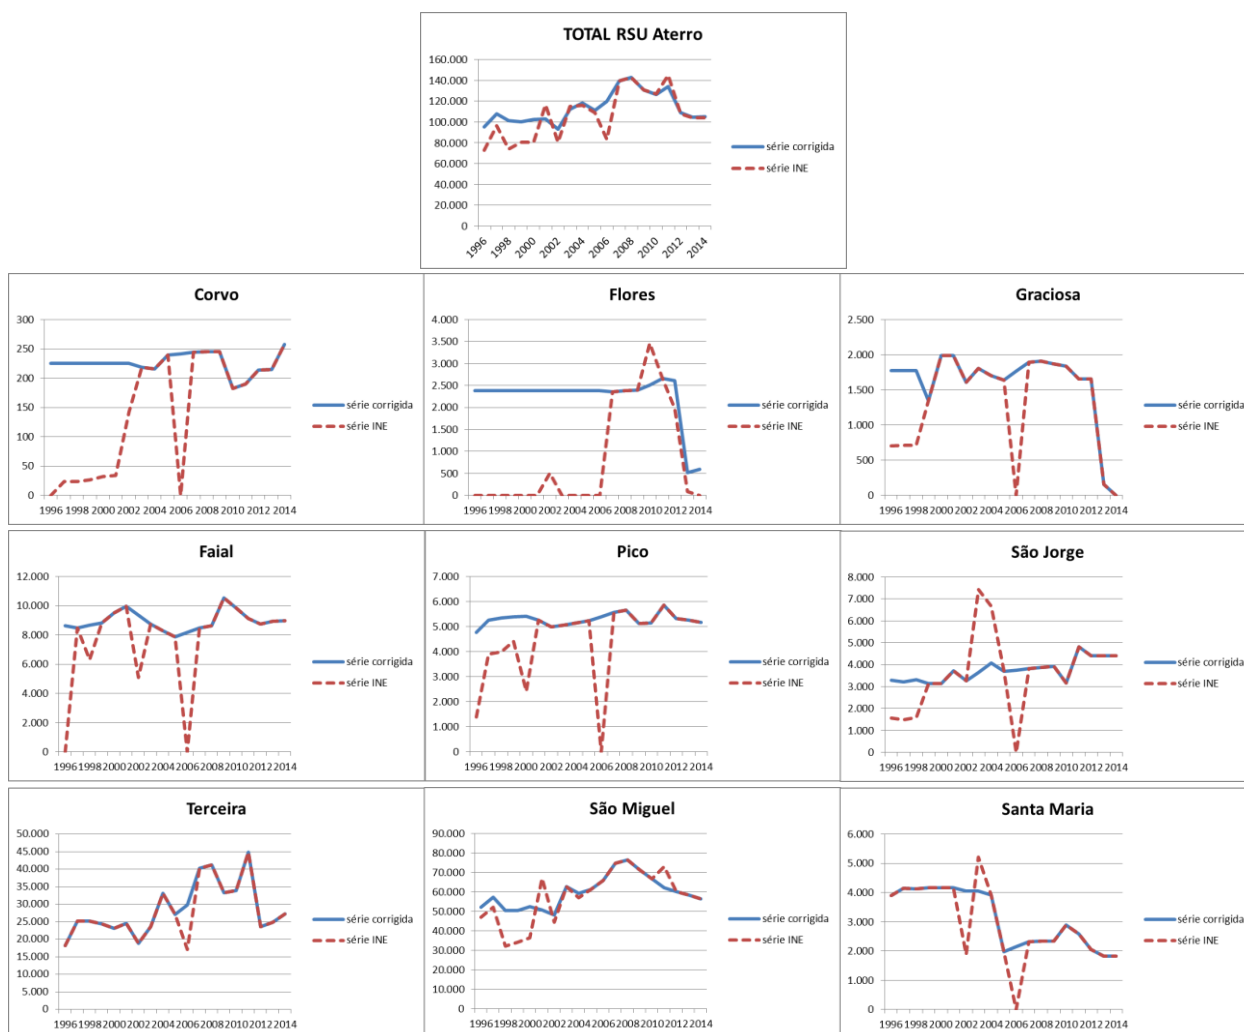 TOTAL RSU Aterro
160.000
140.000
120.000
100.000
80.000
60.000
40.000
20.000
0
1996 1998 2000 2002 2004 2006 2008 2010 2012 2014
série corrigida
série INE
Corvo
300
250
200
150
100
50
0
1996 1998 2000 2002 2004 2006 2008 2010 2012 2014
série corrigida
série INE
Flores
4.000
3.500
3.000
2.500
2.000
1.500
1.000
500
0
1996 1998 2000 2002 2004 2006 2008 2010 2012 2014
série corrigida
série INE
Graciosa
2.500
2.000
1.500
1.000
500
0
1996 1998 2000 2002 2004 2006 2008 2010 2012 2014
série corrigida
série INE
Faial
12.000
10.000
8.000
6.000
4.000
2.000
0
1996 1998 2000 2002 2004 2006 2008 2010 2012 2014
série corrigida
série INE
Pico
7.000
6.000
5.000
4.000
3.000
2.000
1.000
0
1996 1998 2000 2002 2004 2006 2008 2010 2012 2014
série corrigida
série INE
São Jorge
8.000
7.000
6.000
5.000
4.000
3.000
2.000
1.000
0
1996 1998 2000 2002 2004 2006 2008 2010 2012 2014
série corrigida
série INE
Terceira
50.000
45.000
40.000
35.000
30.000
25.000
20.000
15.000
10.000
5.000
0
1996 1998 2000 2002 2004 2006 2008 2010 2012 2014
série corrigida
série INE
São Miguel
90.000
80.000
70.000
60.000
50.000
40.000
30.000
20.000
10.000
0
1996 1998 2000 2002 2004 2006 2008 2010 2012 2014
série corrigida
série INE
Santa Maria
6.000
5.000
4.000
3.000
2.000
1.000
0
1996 1998 2000 2002 2004 2006 2008 2010 2012 2014
série corrigida
série INE